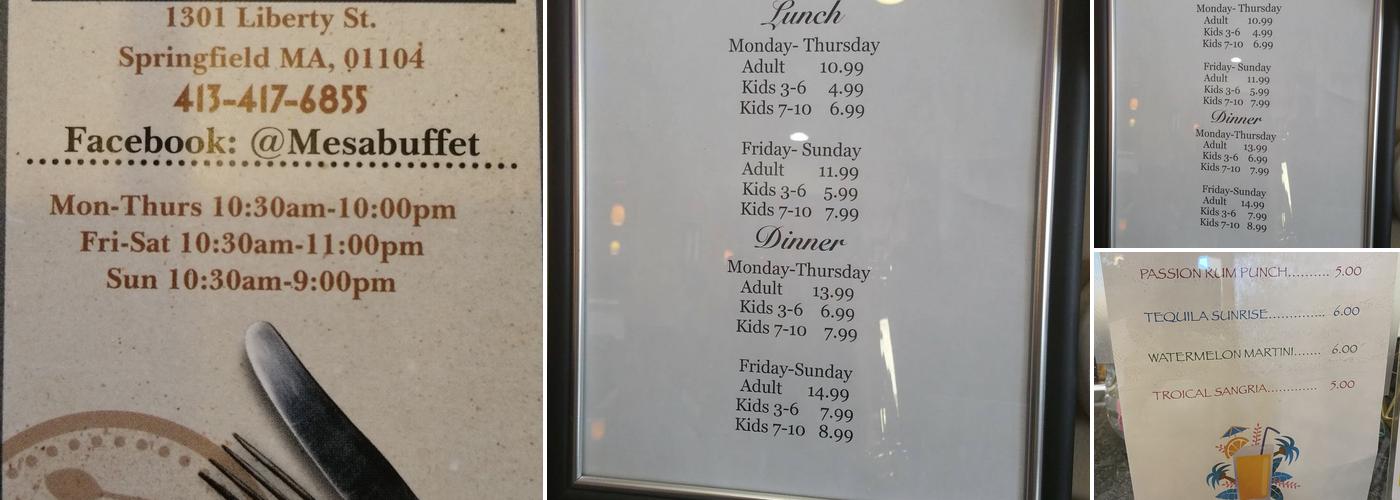 1301 Liberty St.
Springfield MA, 01104
413-417-6855
Facebook: @Mesabuffet
Mon-Thurs 10:30am-10:00pm
Fri-Sat 10:30am-11:00pm
Sun 10:30am-9:00pm
Lunch
Monday- Thursday
Adult 10.99
Kids 3-6 4.99
Kids 7-10 6.99
Friday- Sunday
Adult 11.99
Kids 3-6 5.99
Kids 7-10 7.99
Dinner
Monday-Thursday
Adult 13.99
Kids 3-6 6.99
Kids 7-10 7.99
Friday-Sunday
Adult 14.99
Kids 3-6 7.99
Kids 7-10 8.99
Monday- Thursday
Adult 10.99
Kids 3-6 4.99
Kids 7-10 6.99
Friday- Sunday
Adult 11.99
Kids 3-6 5.99
Kids 7-10 7.99
Dinner
Monday-Thursday
Adult 13.99
Kids 3-6 6.99
Kids 7-10 7.99
Friday-Sunday
Adult 14.99
Kids 3-6 7.99
Kids 7-10 8.99
PASSION RUM PUNCH.......... 5.00
TEQUILA SUNRISE.............. 6.00
WATERMELON MARTINI....... 6.00
TROICAL SANGRIA............. 5.00